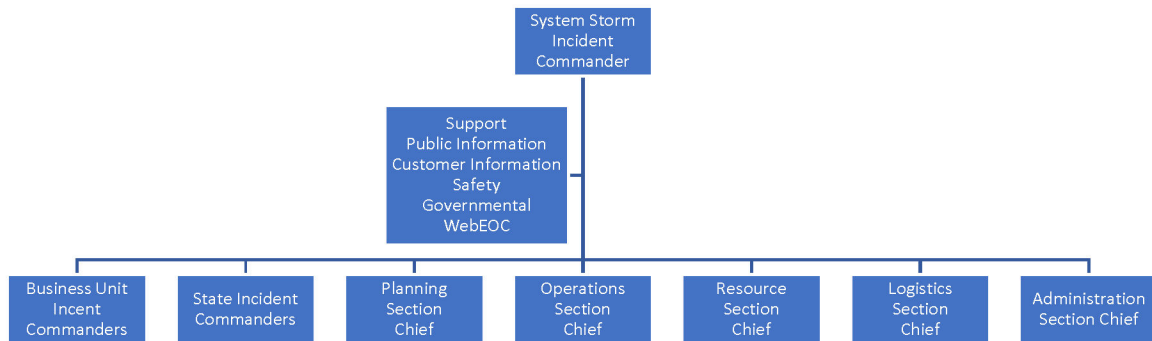 System Storm
Incident
Commander
Support
Public Information
Customer Information
Safety
Governmental
WebEOC
Business Unit
Incent
Commanders
State Incident
Commanders
Planning
Section
Chief
Operations
Section
Chief
Resource
Section
Chief
Logistics
Section
Chief
Administration
Section Chief